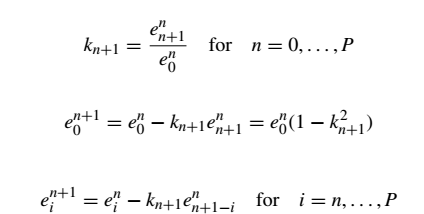 k_{n+1} = \frac{e^n_{n+1}}{e^n_0} for n = 0, . . . , P
e^{n+1}_0 = e^n_0 − k_{n+1}e^n_{n+1} = e^n_0(1 − k^2_{n+1})
e^{n+1}_i = e^n_i − k_{n+1}e^n_{n+1−i} for i = n, . . . , P